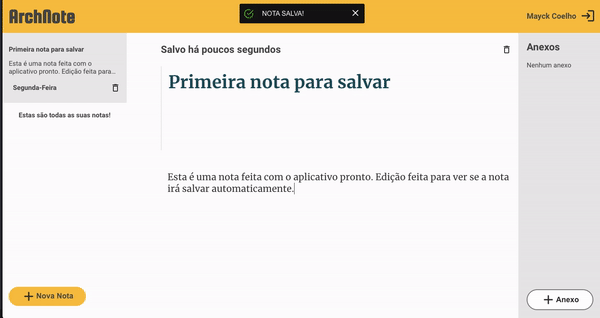 ArchNote
NOTA SALVA!
Mayck Coelho
Primeira nota para salvar
Esta é uma nota feita com o
aplicativo pronto. Edição feita para...
Segunda-Feira
Estas são todas as suas notas!
Nova Nota
Salvo há poucos segundos
Primeira nota para salvar
Esta é uma nota feita com o aplicativo pronto. Edição feita para ver se a nota
irá salvar automaticamente.
Anexos
Nenhum anexo
Anexo